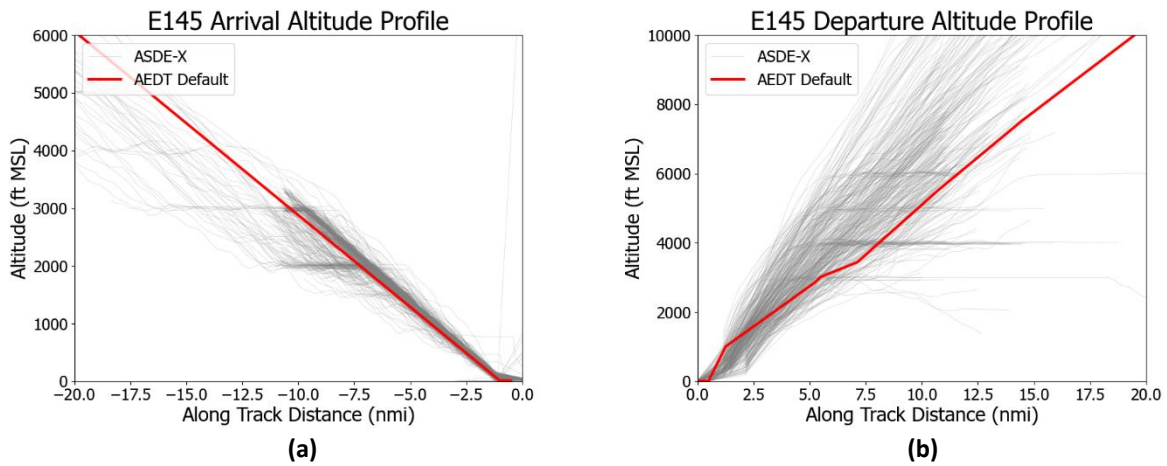 E145 Arrival Altitude Profile
6000
5000
4000
3000
2000
1000
0
Altitude (ft MSL)
ASDE-X
AEDT Default
−20.0 −17.5 −15.0 −12.5 −10.0 −7.5 −5.0 −2.5 0.0
Along Track Distance (nmi)
(a)
E145 Departure Altitude Profile
10000
8000
6000
4000
2000
0
Altitude (ft MSL)
ASDE-X
AEDT Default
0.0 2.5 5.0 7.5 10.0 12.5 15.0 17.5 20.0
Along Track Distance (nmi)
(b)